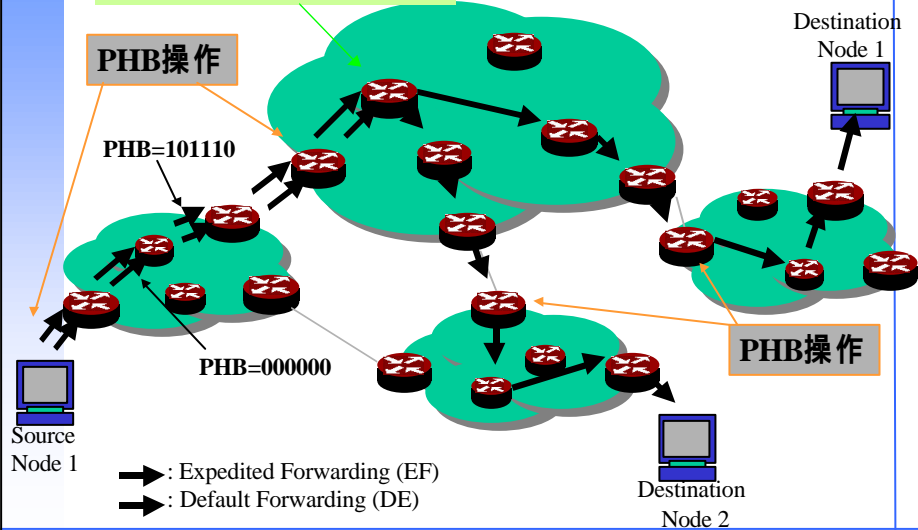 Destination
Node 1
PHB操作
PHB=101110
PHB=000000
PHB操作
Source
Node 1
: Expedited Forwarding (EF)
: Default Forwarding (DE)
Destination
Node 2